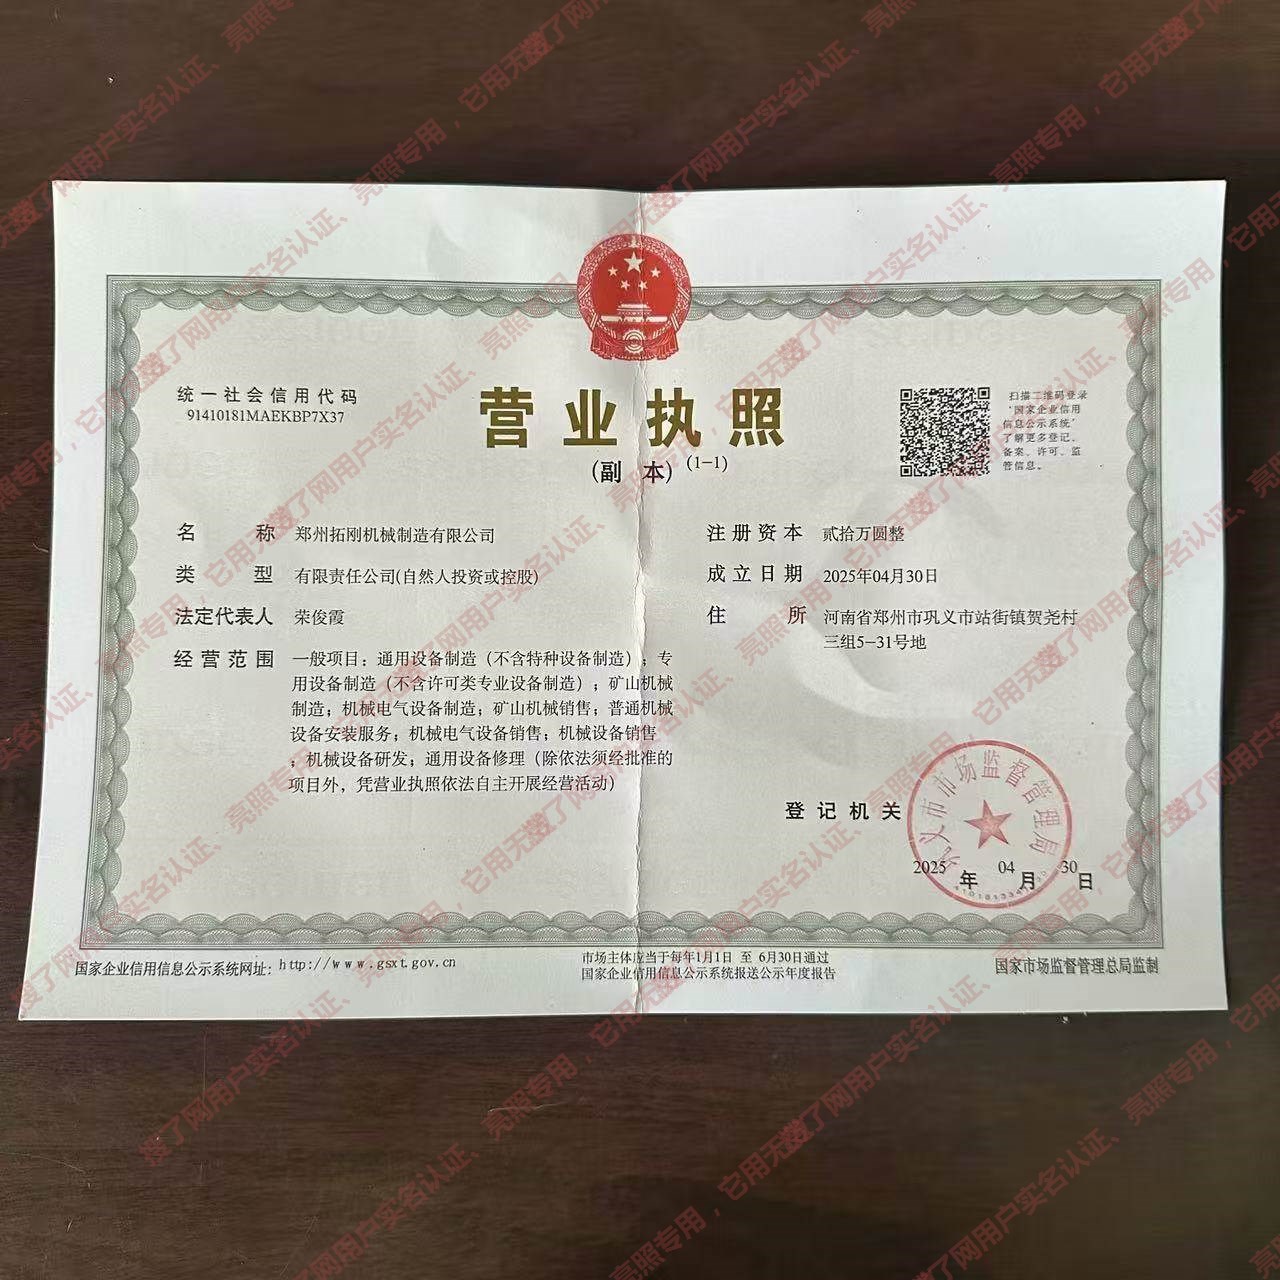 统一社会信用代码
91410181MAEKBP7X37
营业执照
(副 本) (1-1)
扫描二维码登录
“国家企业信用
信息公示系统”
了解更多登记、
备案、许可、监
管信息。
名 称 郑州拓刚机械制造有限公司
类 型 有限责任公司(自然人投资或控股)
法定代表人 荣俊霞
经营范围 一般项目：通用设备制造（不含特种设备制造）；专
用设备制造（不含许可类专业设备制造）；矿山机械
制造；机械电气设备制造；矿山机械销售；普通机械
设备安装服务；机械电气设备销售；机械设备销售
；机械设备研发；通用设备修理（除依法须经批准的
项目外，凭营业执照依法自主开展经营活动）
注册资本 贰拾万圆整
成立日期 2025年04月30日
住 所 河南省郑州市巩义市站街镇贺尧村
三组5-31号地
登记机关
巩义市市场监督管理局
2025 年 04 月 30 日
国家企业信用信息公示系统网址：http://www.gsxt.gov.cn
市场主体应当于每年1月1日 至 6月30日通过
国家企业信用信息公示系统报送公示年度报告
国家市场监督管理总局监制
嫂了网用户实名认证、亮照专用，它用无效